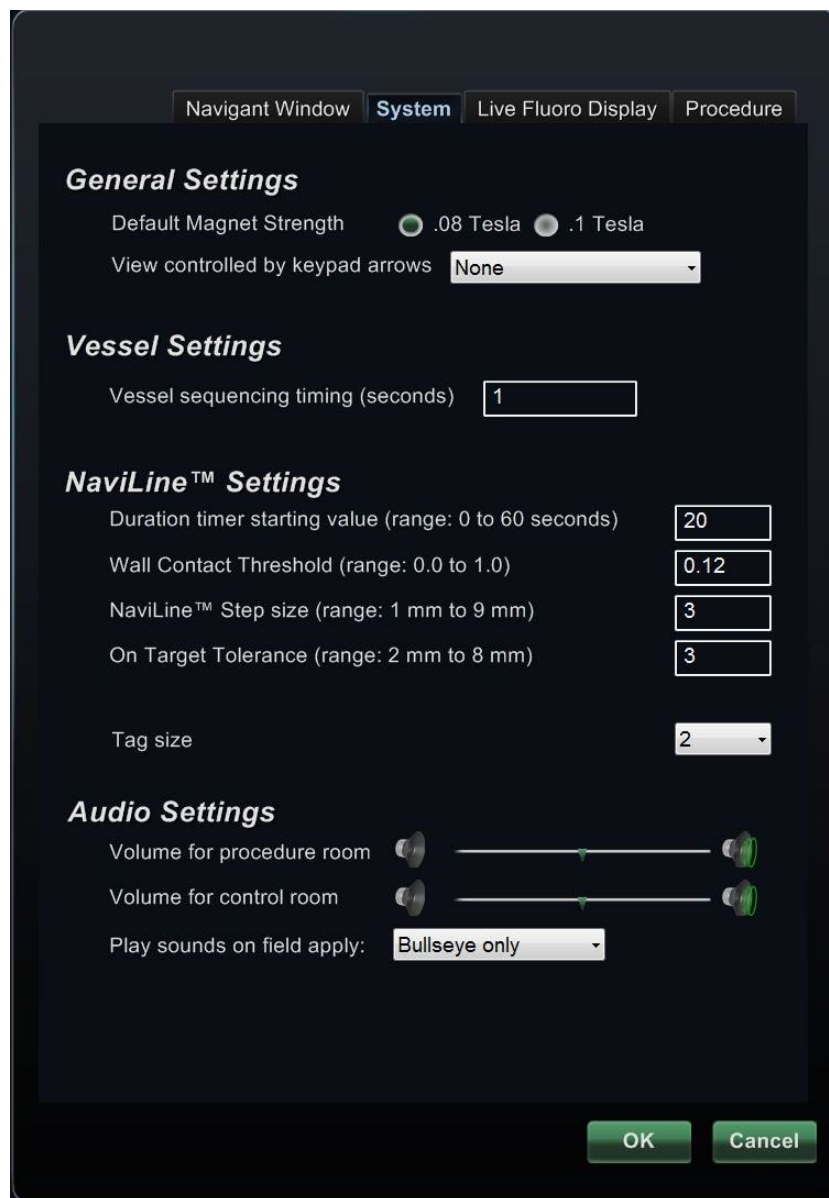 Navigant Window System Live Fluoro Display Procedure
General Settings
Default Magnet Strength .08 Tesla .1 Tesla
View controlled by keypad arrows None
Vessel Settings
Vessel sequencing timing (seconds) 1
NaviLine™ Settings
Duration timer starting value (range: 0 to 60 seconds) 20
Wall Contact Threshold (range: 0.0 to 1.0) 0.12
NaviLine™ Step size (range: 1 mm to 9 mm) 3
On Target Tolerance (range: 2 mm to 8 mm) 3
Tag size 2
Audio Settings
Volume for procedure room
Volume for control room
Play sounds on field apply: Bullseye only
OK Cancel